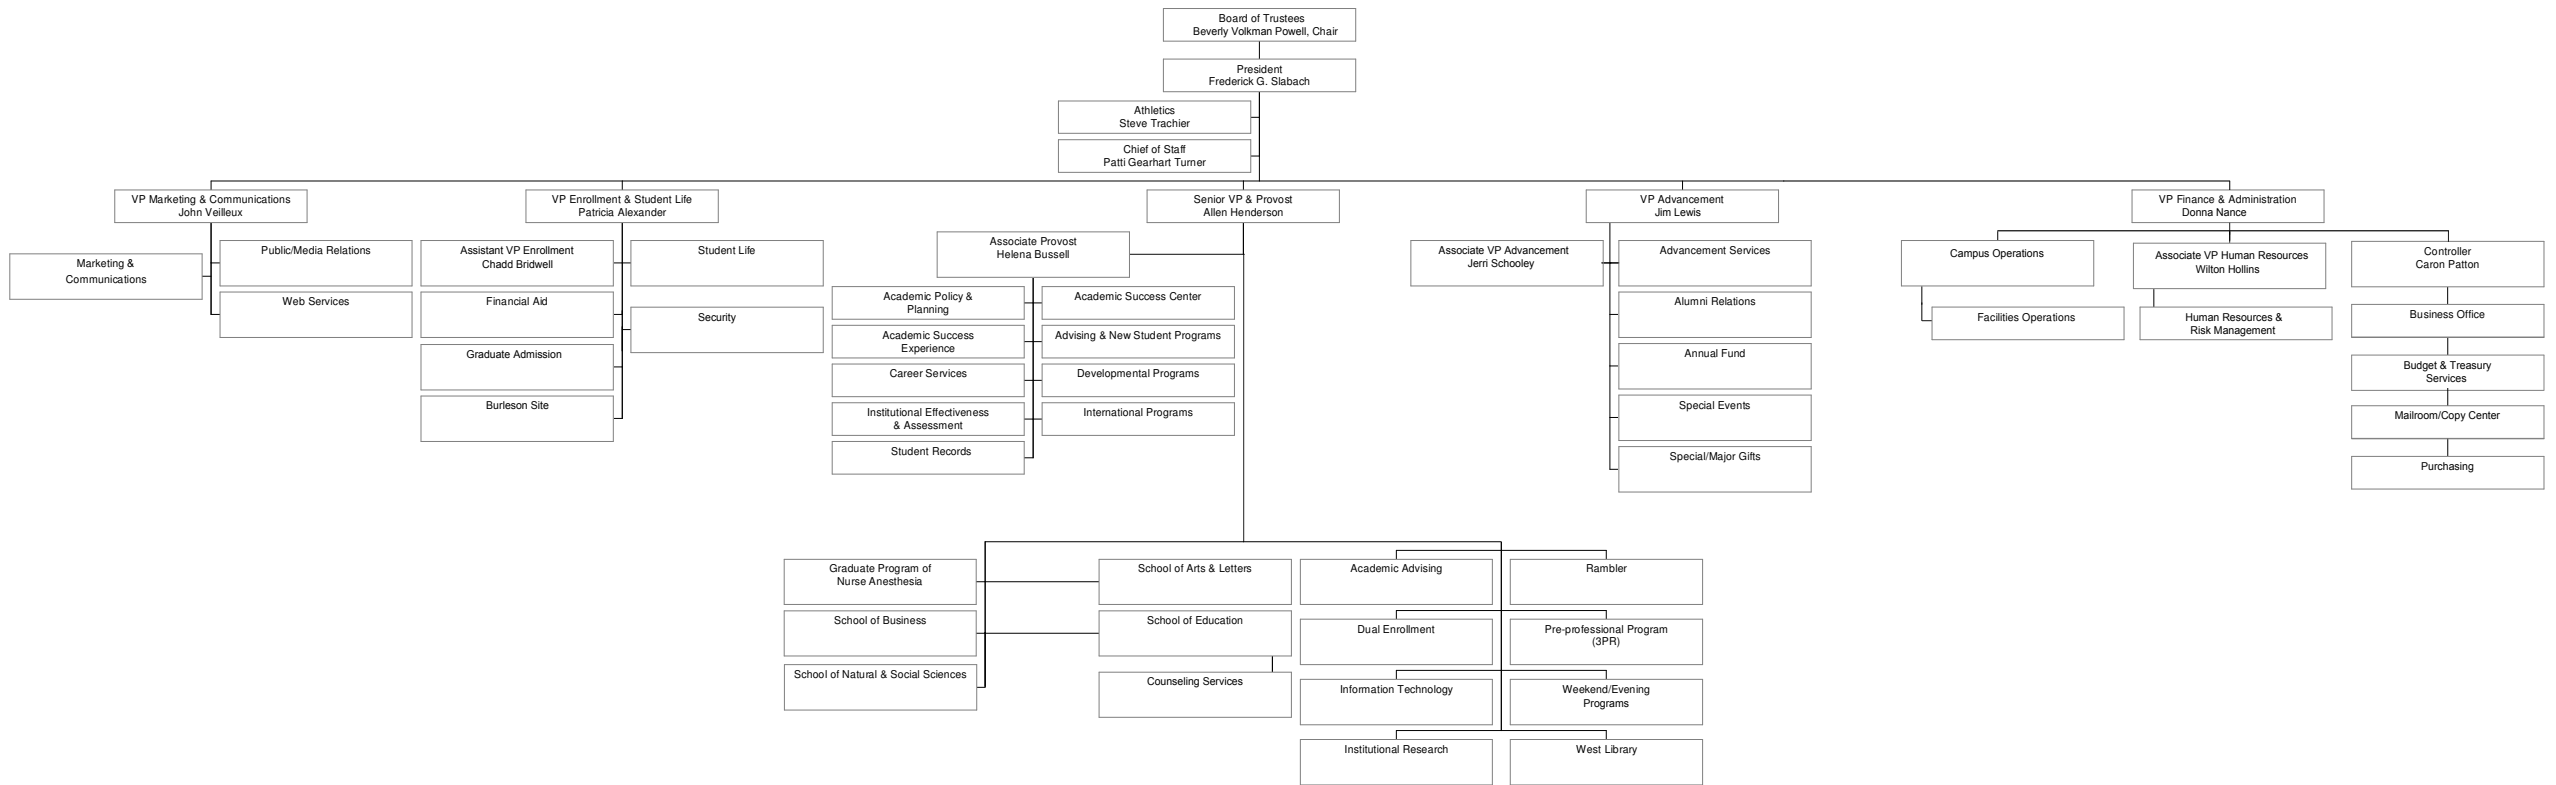 Board of Trustees
Beverly Volkman Powell, Chair
President
Frederick G. Slabach
Athletics
Steve Trachier
Chief of Staff
Patti Gearhart Turner
VP Marketing & Communications
John Veilleux
VP Enrollment & Student Life
Patricia Alexander
Senior VP & Provost
Allen Henderson
VP Advancement
Jim Lewis
VP Finance & Administration
Donna Nance
Marketing &
Communications
Public/Media Relations
Web Services
Assistant VP Enrollment
Chadd Bridwell
Financial Aid
Graduate Admission
Burleson Site
Student Life
Security
Associate Provost
Helena Bussell
Academic Policy &
Planning
Academic Success
Experience
Career Services
Institutional Effectiveness
& Assessment
Student Records
Academic Success Center
Advising & New Student Programs
Developmental Programs
International Programs
Associate VP Advancement
Jerri Schooley
Advancement Services
Alumni Relations
Annual Fund
Special Events
Special/Major Gifts
Campus Operations
Facilities Operations
Associate VP Human Resources
Wilton Hollins
Human Resources &
Risk Management
Controller
Caron Patton
Business Office
Budget & Treasury
Services
Mailroom/Copy Center
Purchasing
Graduate Program of
Nurse Anesthesia
School of Business
School of Natural & Social Sciences
School of Arts & Letters
School of Education
Counseling Services
Academic Advising
Rambler
Dual Enrollment
Pre-professional Program
(3PR)
Information Technology
Weekend/Evening
Programs
Institutional Research
West Library